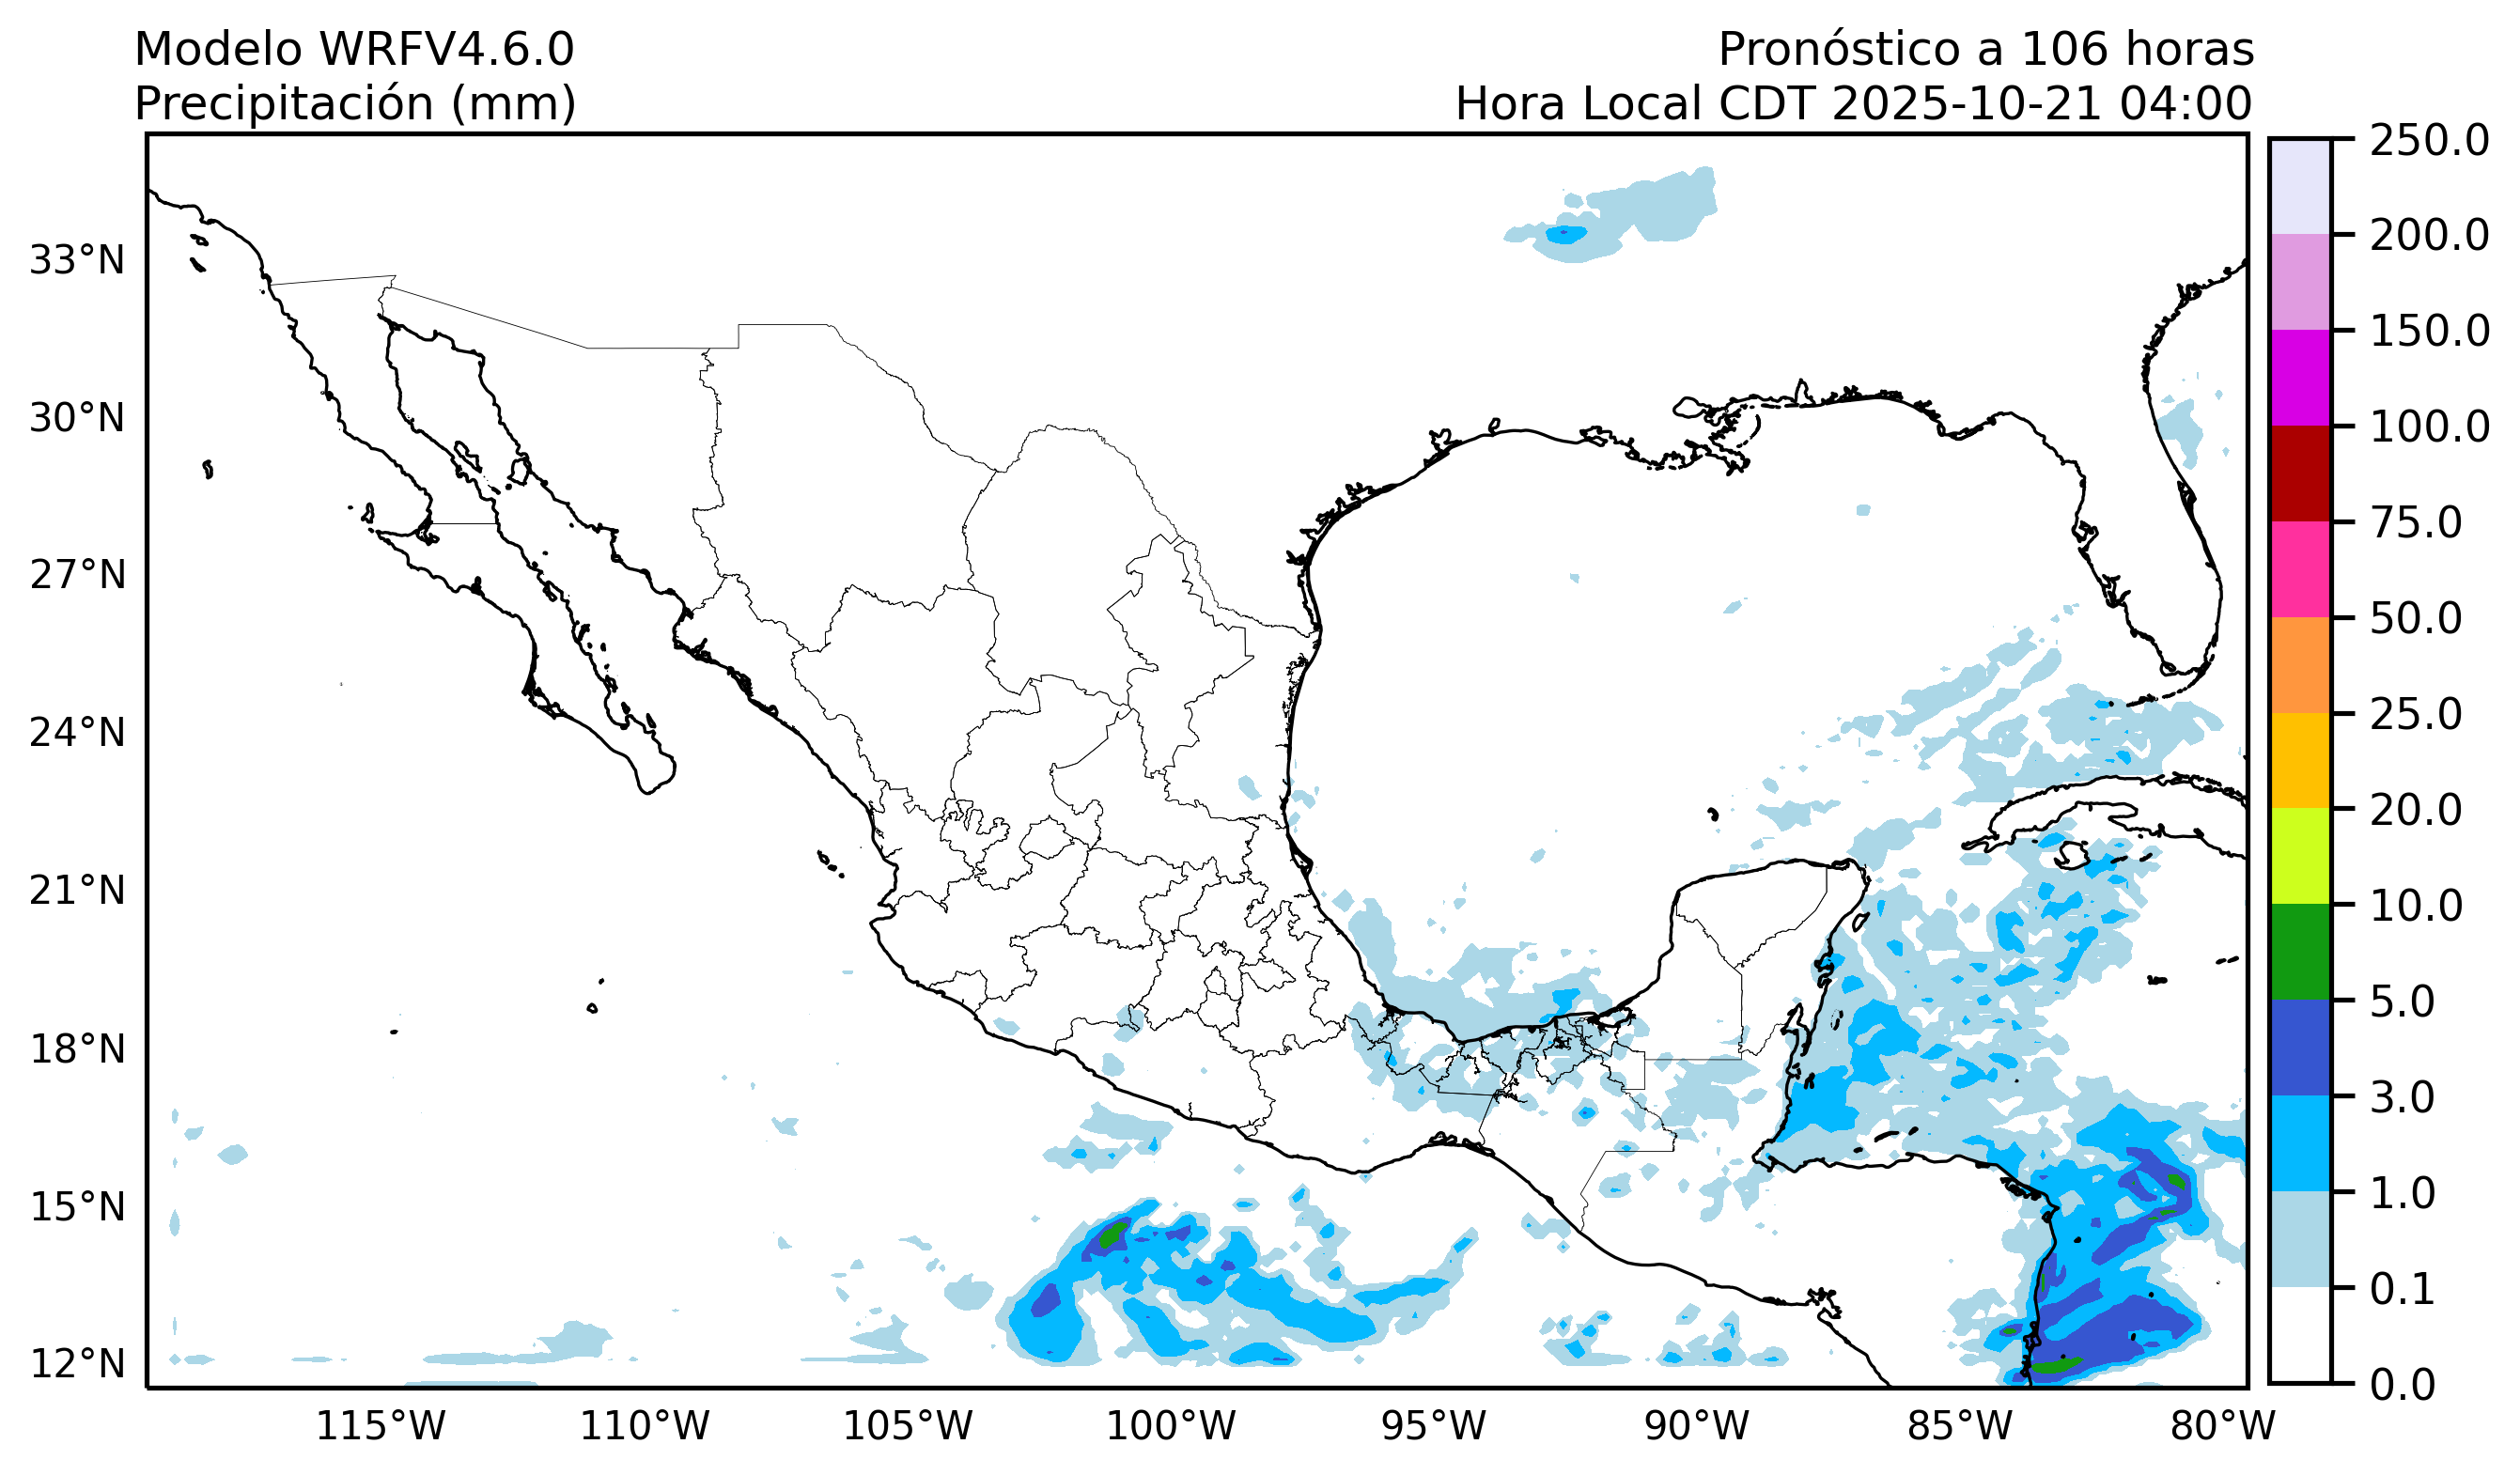 Modelo WRFV4.6.0
Precipitación (mm)
Pronóstico a 106 horas
Hora Local CDT 2025-10-21 04:00
33°N
30°N
27°N
24°N
21°N
18°N
15°N
12°N
115°W
110°W
105°W
100°W
95°W
90°W
85°W
80°W
250.0
200.0
150.0
100.0
75.0
50.0
25.0
20.0
10.0
5.0
3.0
1.0
0.1
0.0